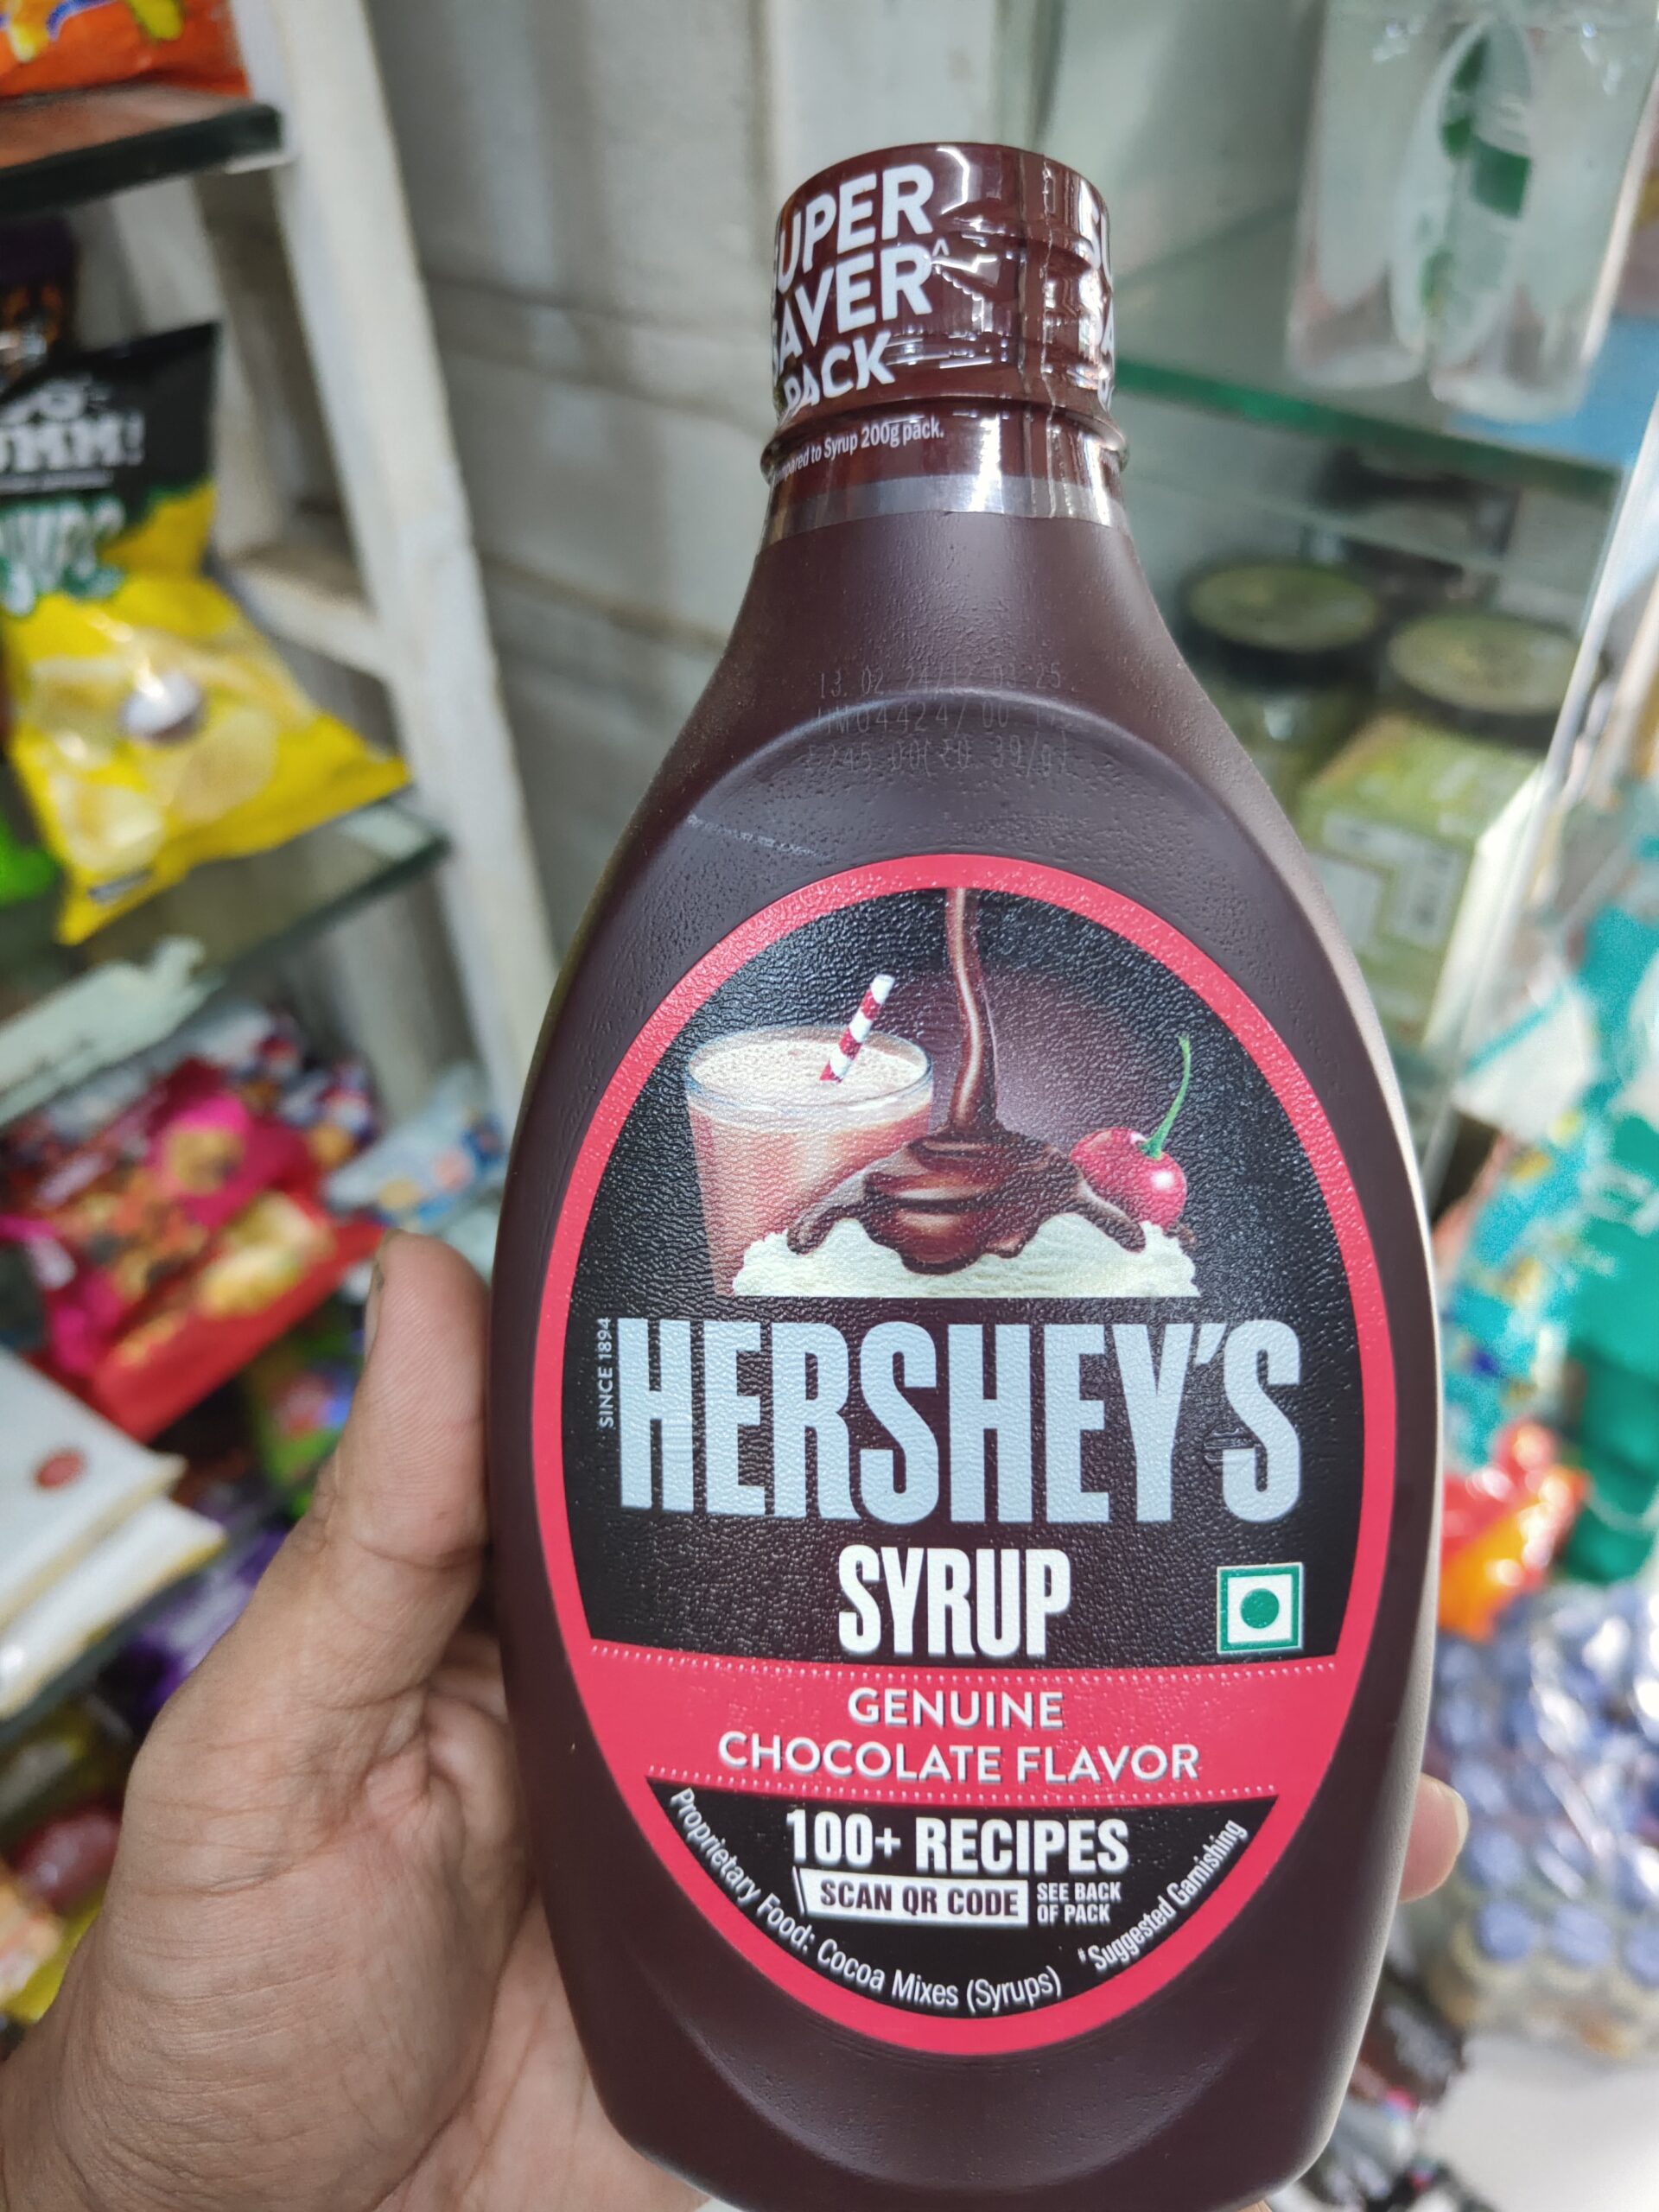 SUPER
SAVER^
PACK
compared to Syrup 200g pack.
SINCE 1894
HERSHEY'S
SYRUP
GENUINE
CHOCOLATE FLAVOR
100+ RECIPES
SCAN QR CODE
SEE BACK
OF PACK
Proprietary Food: Cocoa Mixes (Syrups)
#Suggested Garnishing